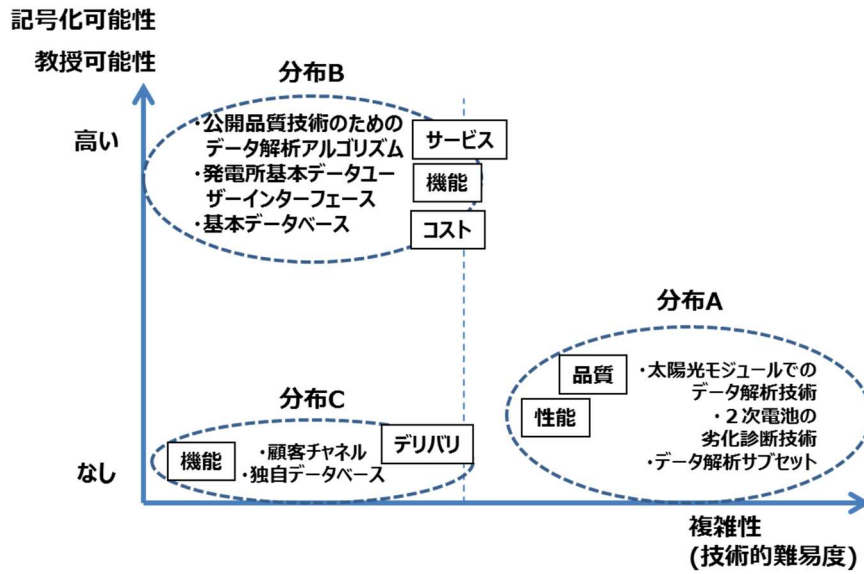 記号化可能性
教授可能性
高い
なし
分布B
・公開品質技術のための
データ解析アルゴリズム
・発電所基本データユー
ザーインターフェース
・基本データベース
サービス
機能
コスト
分布A
品質
性能
・太陽光モジュールでの
データ解析技術
・２次電池の
劣化診断技術
・データ解析サブセット
分布C
機能
・顧客チャネル
・独自データベース
デリバリ
複雑性
(技術的難易度)